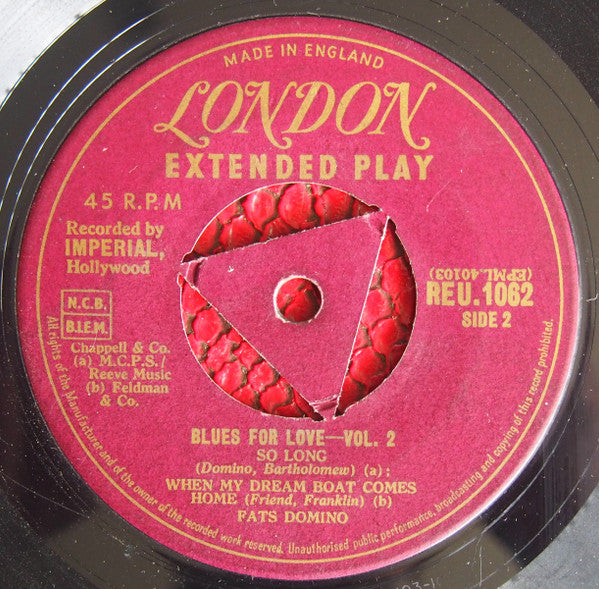 MADE IN ENGLAND
LONDON
EXTENDED PLAY
45 R.P.M
Recorded by
IMPERIAL,
Hollywood
(EPML.40103)
REU.1062
SIDE 2
N.C.B.
B.I.E.M.
Chappell & Co.
(a) M.C.P.S./
Reeve Music
(b) Feldman
& Co.
BLUES FOR LOVE—VOL. 2
SO LONG
(Domino, Bartholomew) (a);
WHEN MY DREAM BOAT COMES
HOME (Friend, Franklin) (b)
FATS DOMINO
All rights of the Manufacturer and of the owner of the recorded work reserved. Unauthorised public performance, broadcasting and copying of this record prohibited.